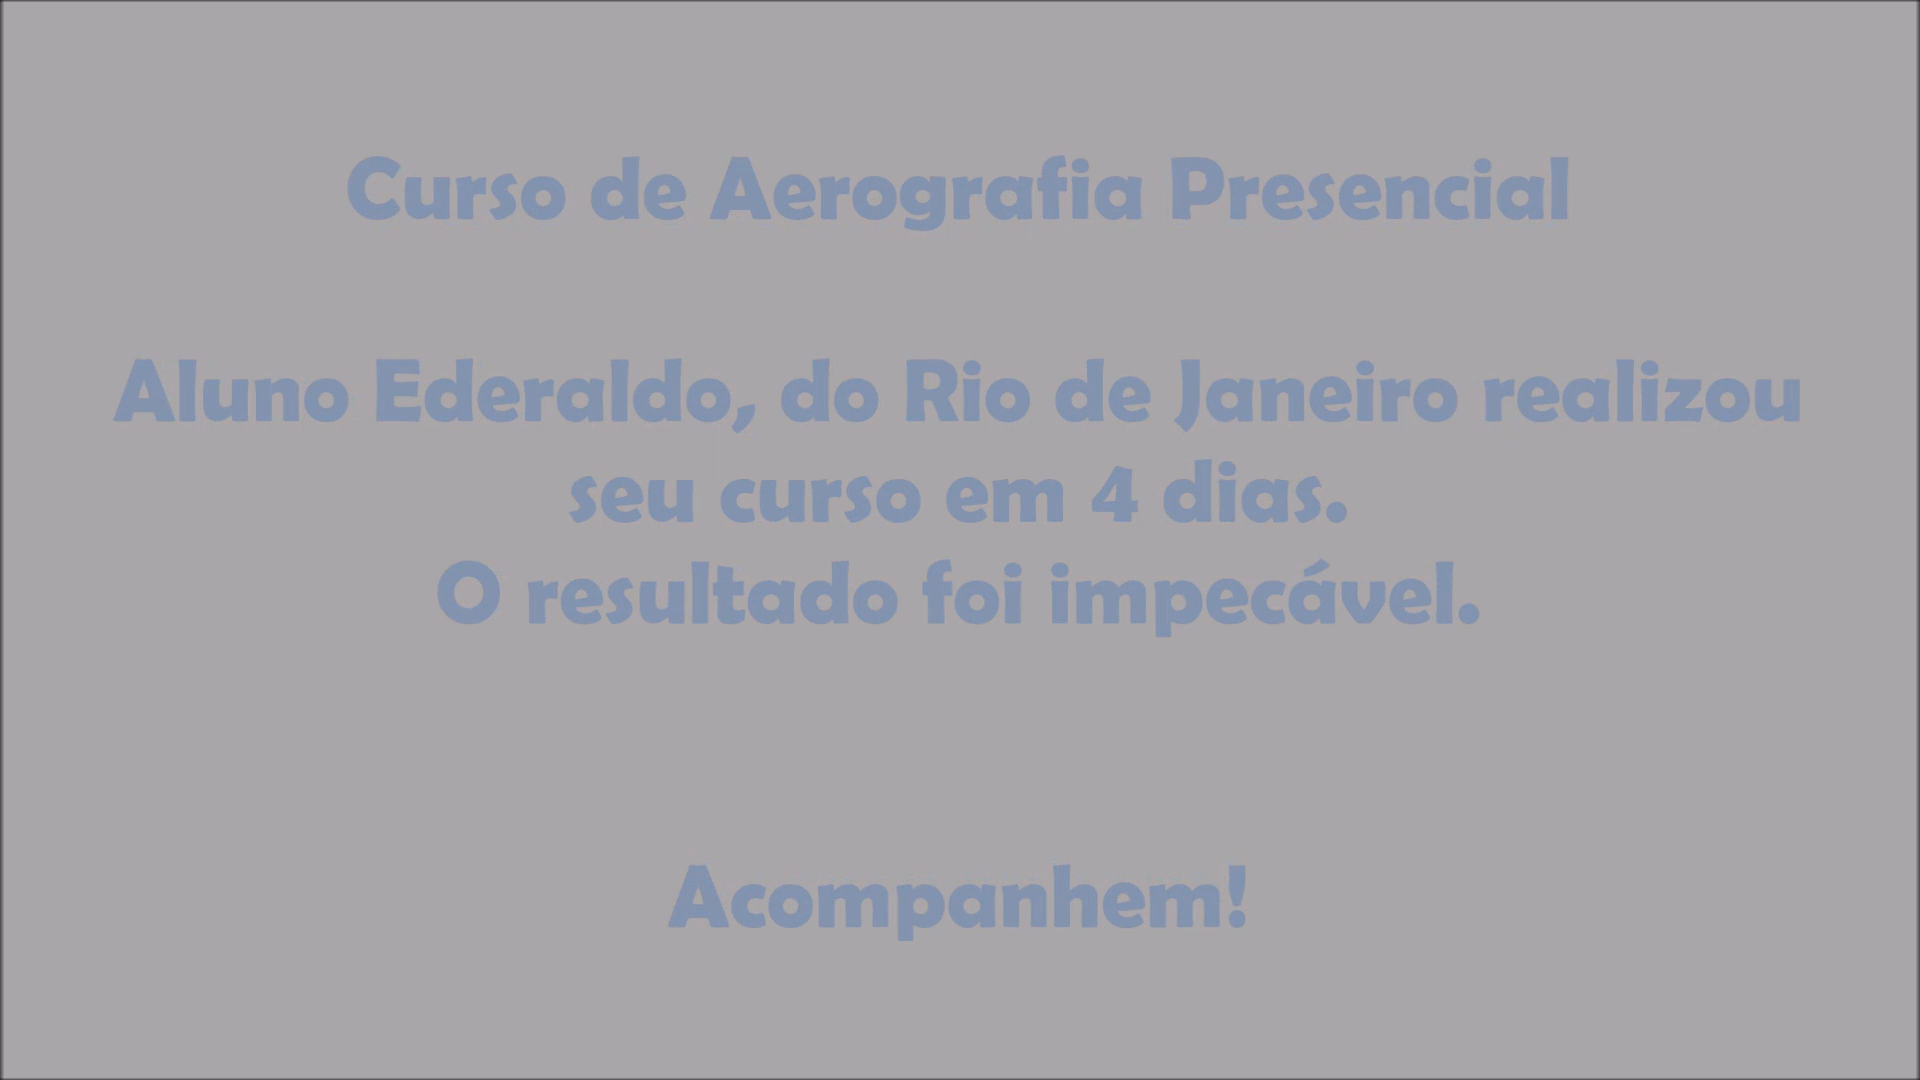 Curso de Aerografia Presencial
Aluno Ederaldo, do Rio de Janeiro realizou
seu curso em 4 dias.
O resultado foi impecável.
Acompanhem!